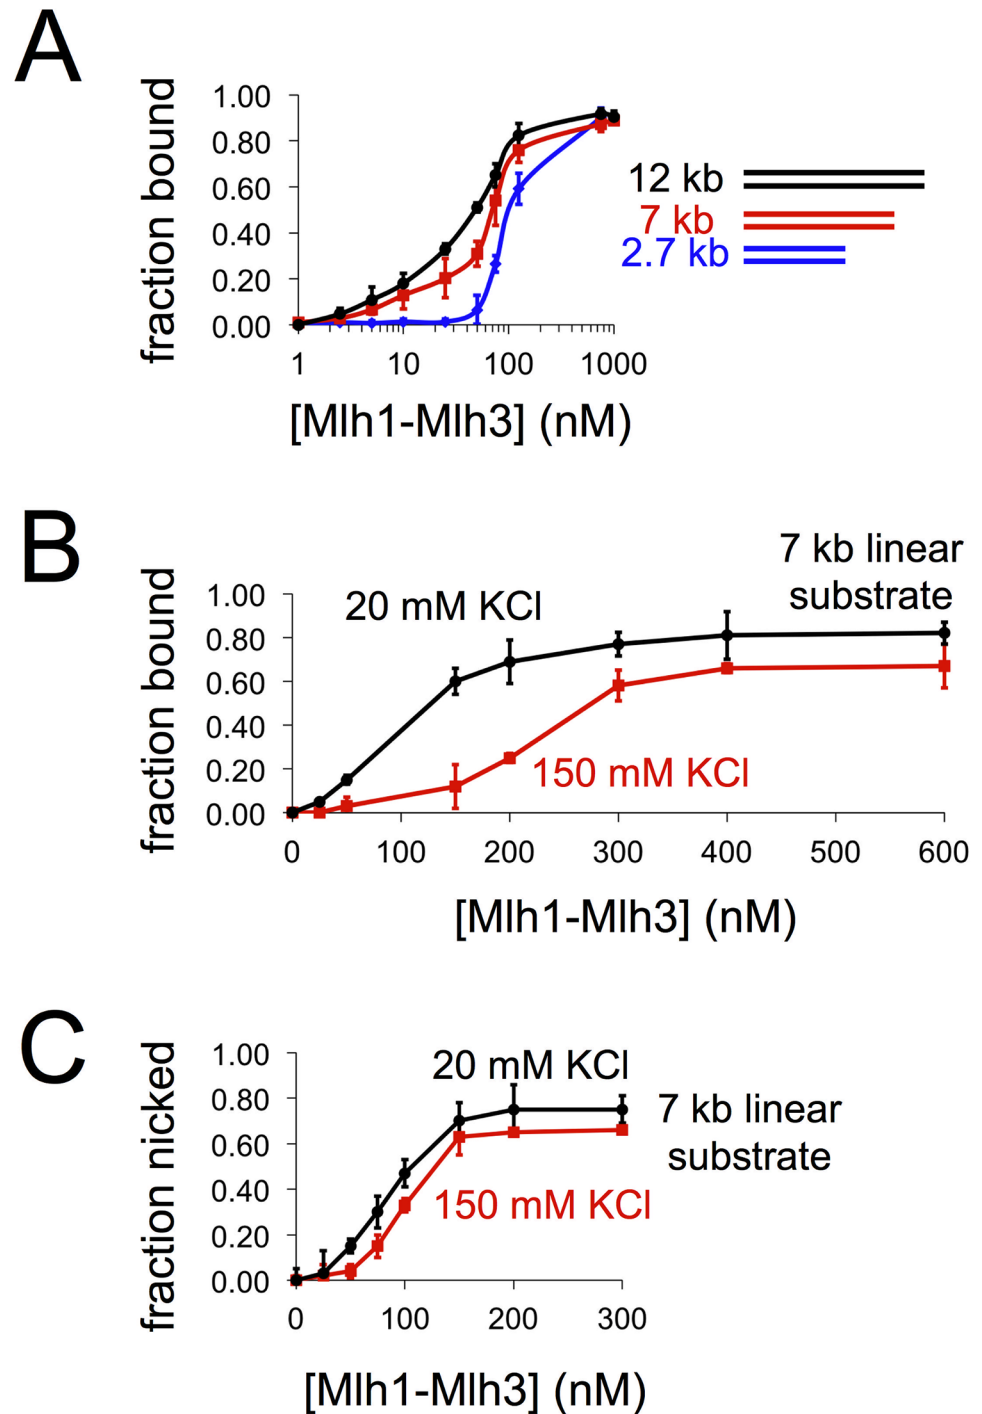 A
fraction bound
1.00
0.80
0.60
0.40
0.20
0.00
1
10
100
1000
[Mlh1-Mlh3] (nM)
12 kb
7 kb
2.7 kb
B
fraction bound
1.00
0.80
0.60
0.40
0.20
0.00
20 mM KCl
7 kb linear
substrate
150 mM KCl
0
100
200
300
400
500
600
[Mlh1-Mlh3] (nM)
C
fraction nicked
1.00
0.80
0.60
0.40
0.20
0.00
20 mM KCl
7 kb linear
substrate
150 mM KCl
0
100
200
300
[Mlh1-Mlh3] (nM)